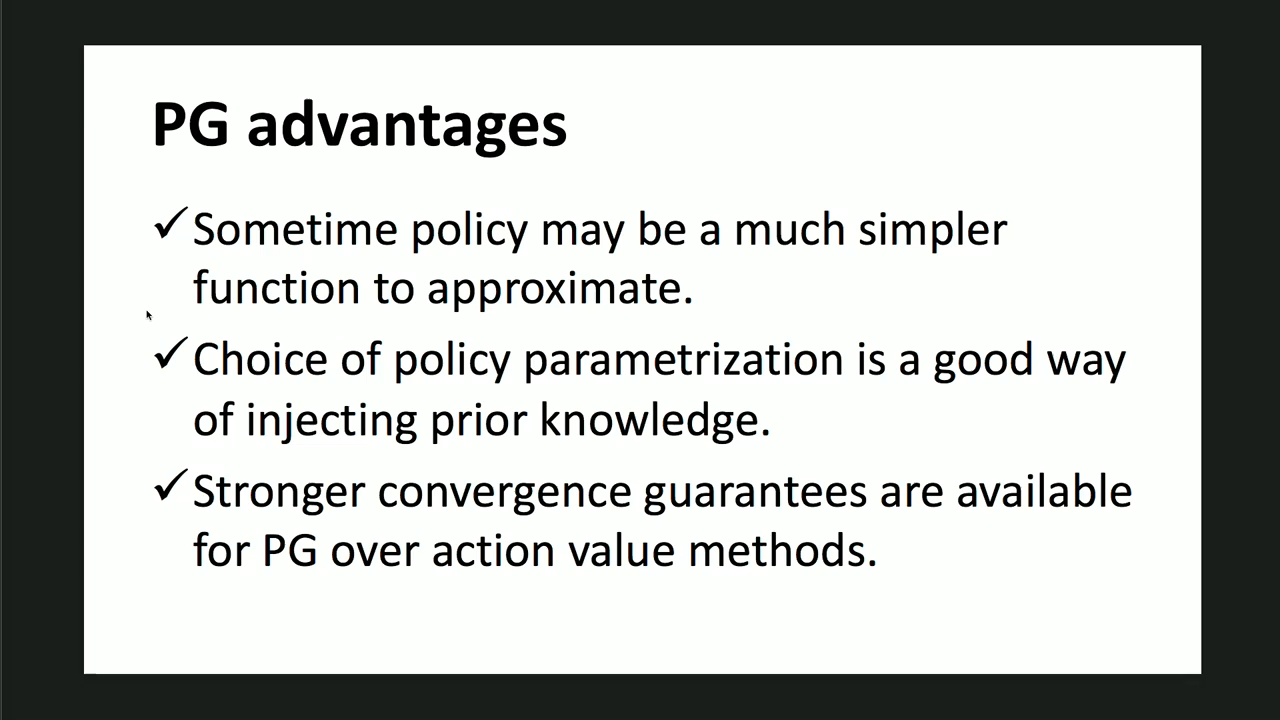 PG advantages
✓Sometime policy may be a much simpler
function to approximate.
✓Choice of policy parametrization is a good way
of injecting prior knowledge.
✓Stronger convergence guarantees are available
for PG over action value methods.